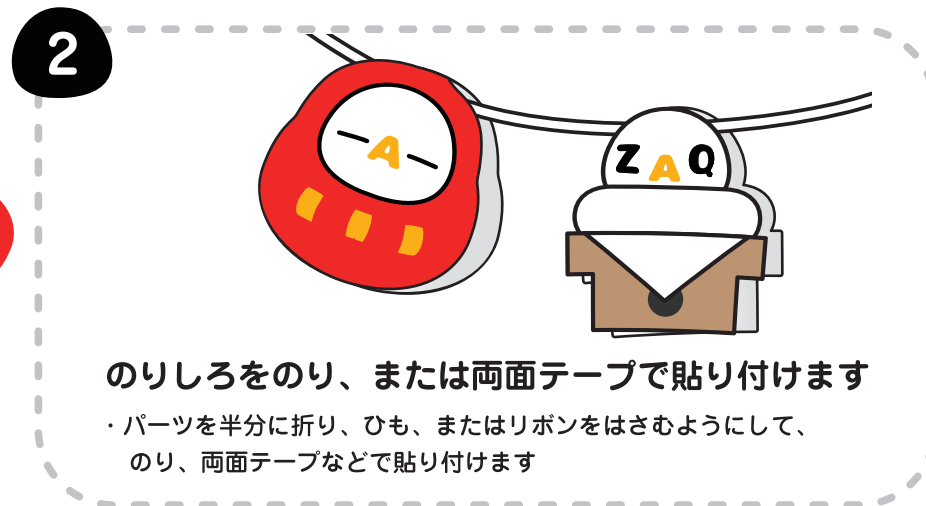 2
A
Z A Q
のりしろをのり、または両面テープで貼り付けます
・パーツを半分に折り、ひも、またはリボンをはさむようにして、
のり、両面テープなどで貼り付けます